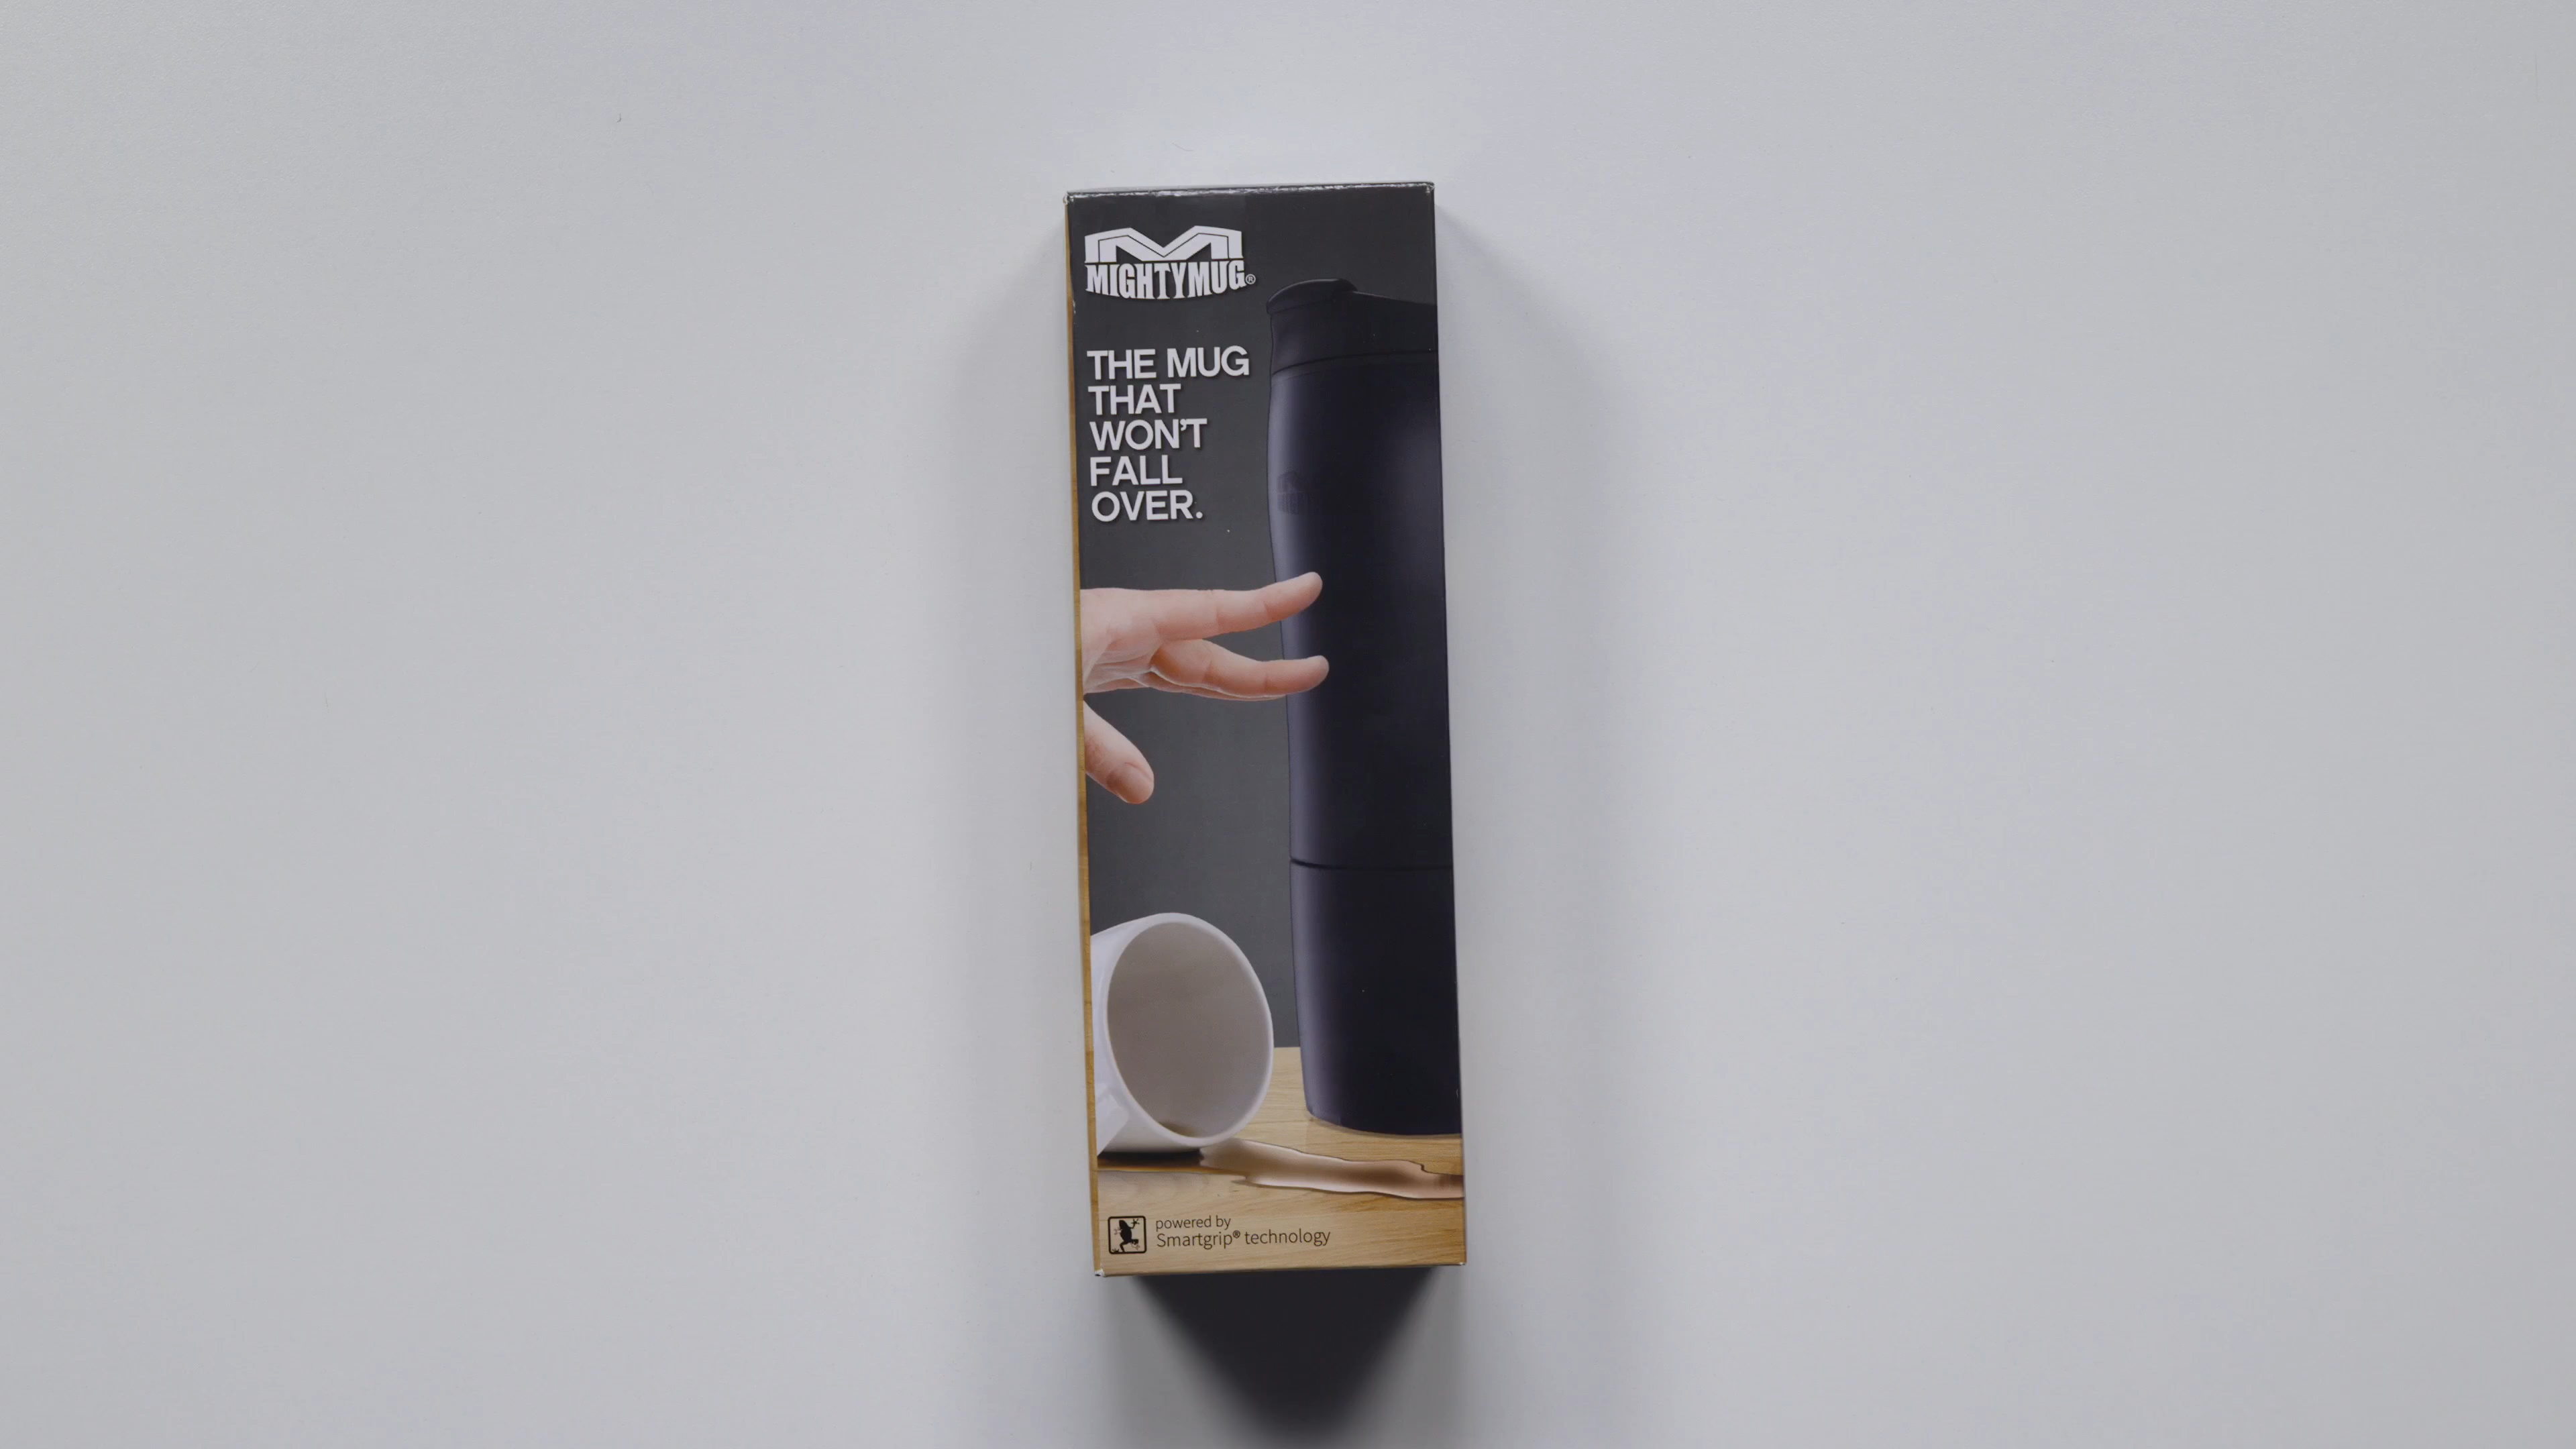 MIGHTYMUG®
THE MUG
THAT
WON'T
FALL
OVER.
powered by
Smartgrip® technology